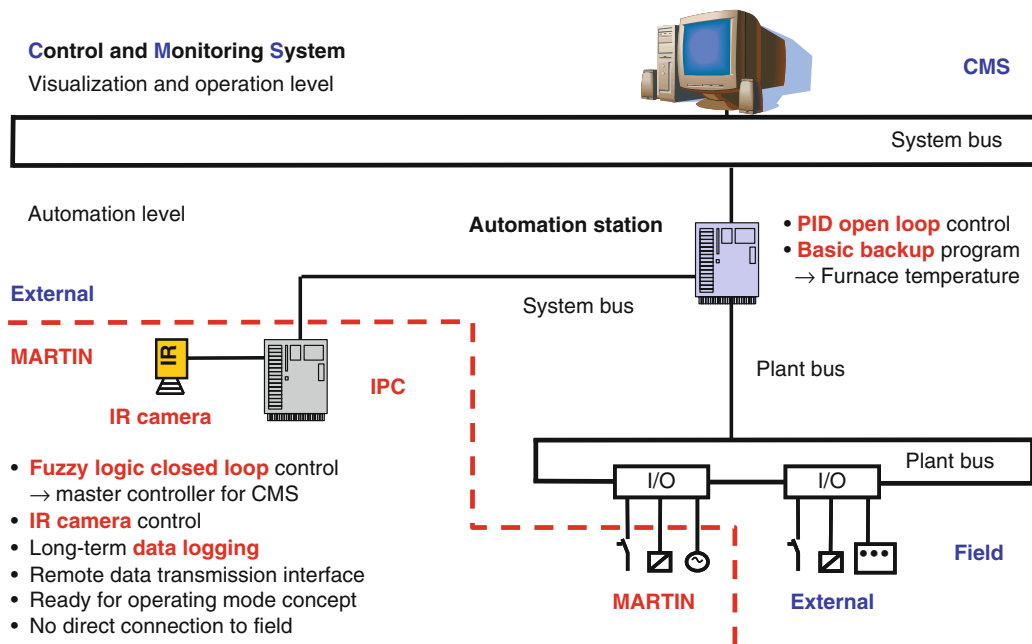 Control and Monitoring System
Visualization and operation level
CMS
System bus
Automation level
Automation station
• PID open loop control
• Basic backup program
→ Furnace temperature
External
System bus
MARTIN
IR
IPC
IR camera
Plant bus
• Fuzzy logic closed loop control
→ master controller for CMS
• IR camera control
• Long-term data logging
• Remote data transmission interface
• Ready for operating mode concept
• No direct connection to field
Plant bus
I/O
I/O
Field
MARTIN
External